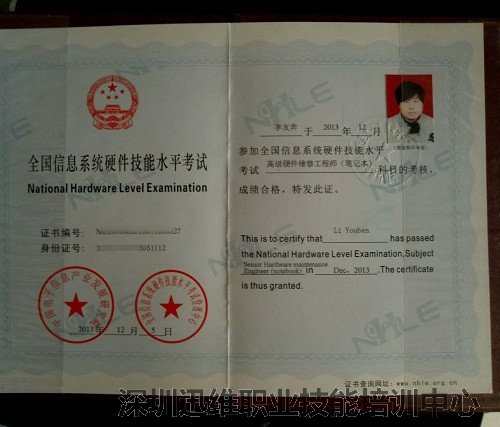 全国信息系统硬件技能水平考试
National Hardware Level Examination
证书编号:
身份证号:
2013 年 12 月 4 日
李友奔 于 2013 年 12 月
参加全国信息系统硬件技能水平
考试 高级硬件维修工程师(笔记本) 科目的考核,
成绩合格,特发此证。
This is to certify that Li Youben has passed
the National Hardware Level Examination,Subject
Senior Hardware maintenance
Engineer(notebook) in Dec, 2013 .The certificate
is thus granted.
证书查询网址:www.nhle.org.cn
NHLE
深圳迅维职业技能培训中心